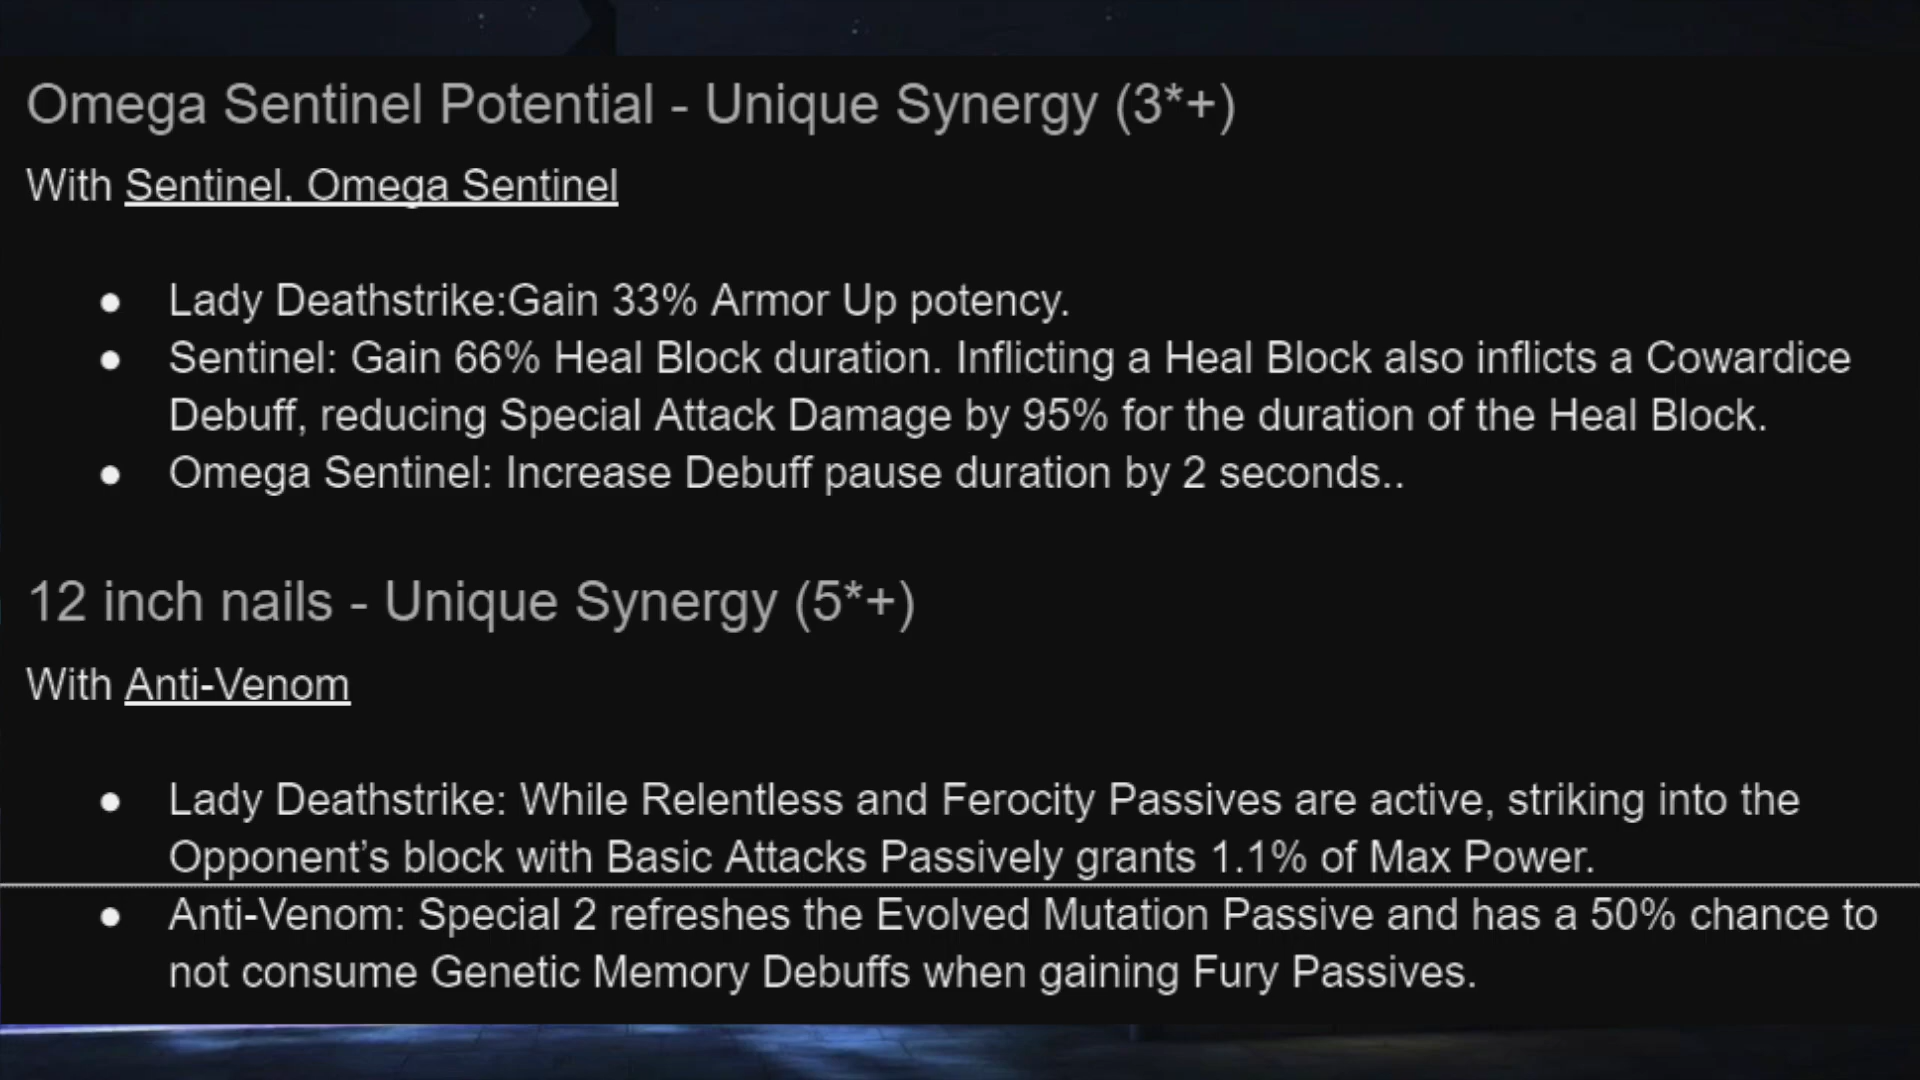 Omega Sentinel Potential - Unique Synergy (3*+)
With Sentinel, Omega Sentinel
● Lady Deathstrike:Gain 33% Armor Up potency.
● Sentinel: Gain 66% Heal Block duration. Inflicting a Heal Block also inflicts a Cowardice
Debuff, reducing Special Attack Damage by 95% for the duration of the Heal Block.
● Omega Sentinel: Increase Debuff pause duration by 2 seconds..
12 inch nails - Unique Synergy (5*+)
With Anti-Venom
● Lady Deathstrike: While Relentless and Ferocity Passives are active, striking into the
Opponent’s block with Basic Attacks Passively grants 1.1% of Max Power.
● Anti-Venom: Special 2 refreshes the Evolved Mutation Passive and has a 50% chance to
not consume Genetic Memory Debuffs when gaining Fury Passives.